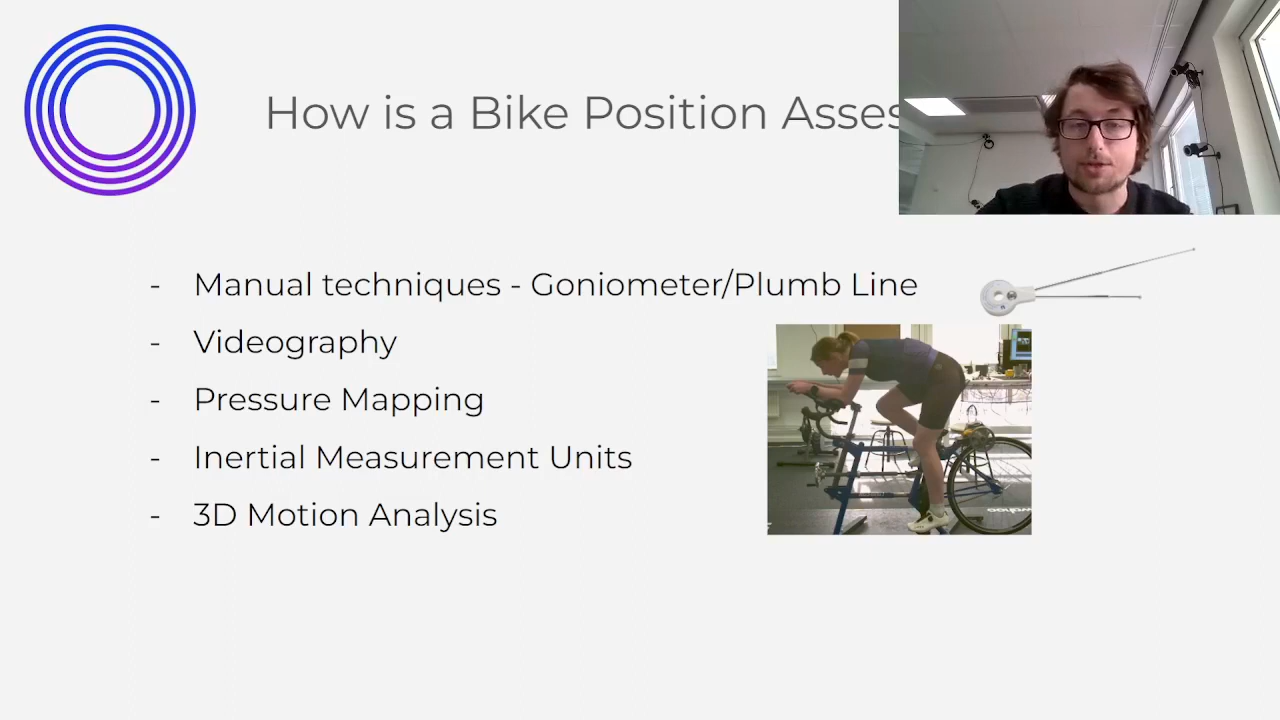 How is a Bike Position Asses
- Manual techniques - Goniometer/Plumb Line
- Videography
- Pressure Mapping
- Inertial Measurement Units
- 3D Motion Analysis